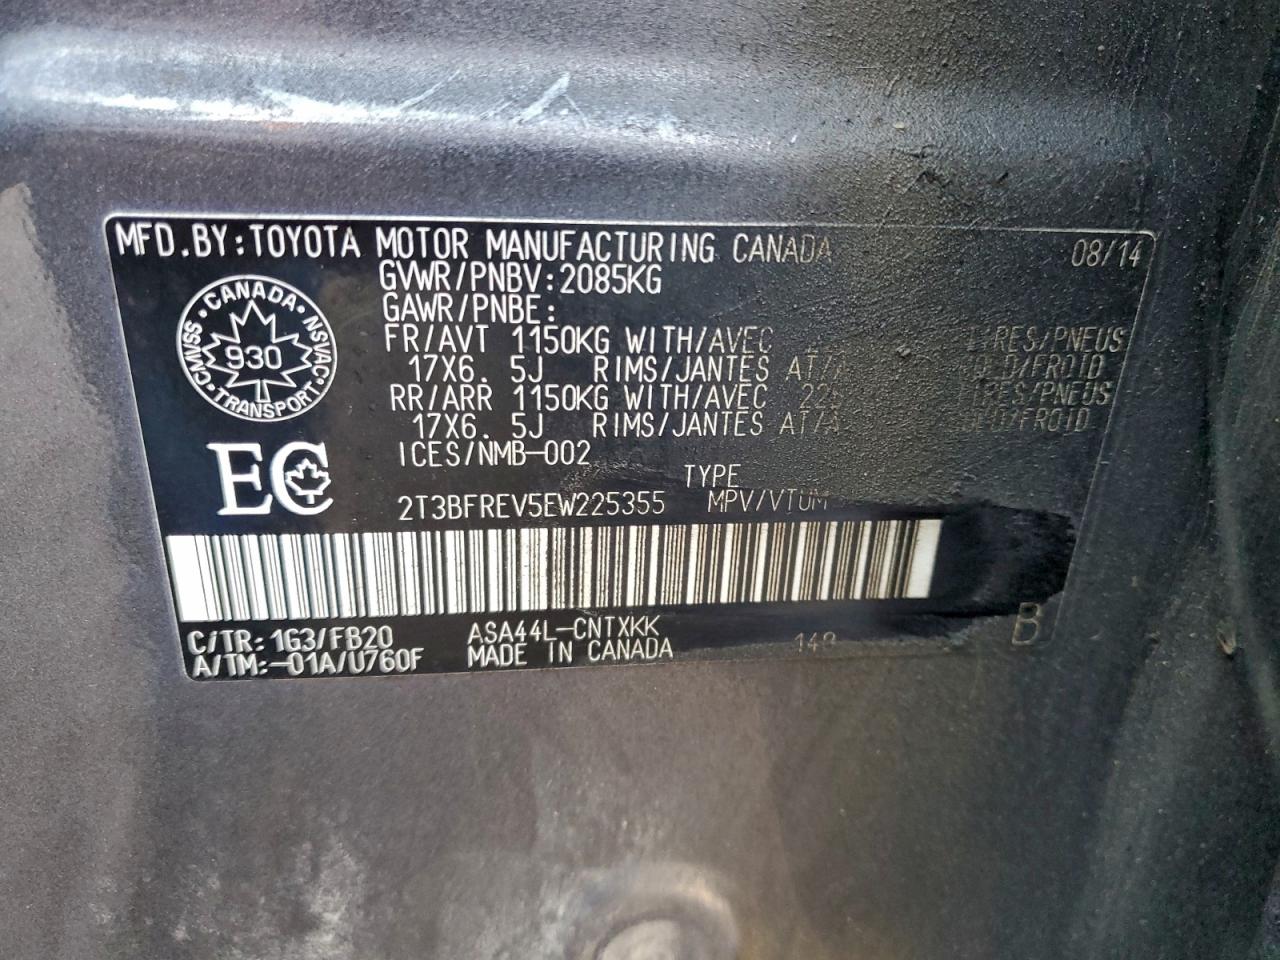 MFD.BY:TOYOTA MOTOR MANUFACTURING CANADA 08/14
GVWR/PNBV:2085KG
GAWR/PNBE:
FR/AVT 1150KG WITH/AVEC TYRES/PNEUS
17X6.5J RIMS/JANTES
RR/ARR 1150KG WITH/AVEC
17X6.5J RIMS/JANTES
ICES/NMB-002
CANADA
CMVSS
NSVAC
930
TRANSPORT
EC
TYPE
2T3BFREV5EW225355 MPV/VTUM
C/TR: 1G3/FB20 ASA44L-CNTXKK
A/TM:-01A/U760F MADE IN CANADA
B